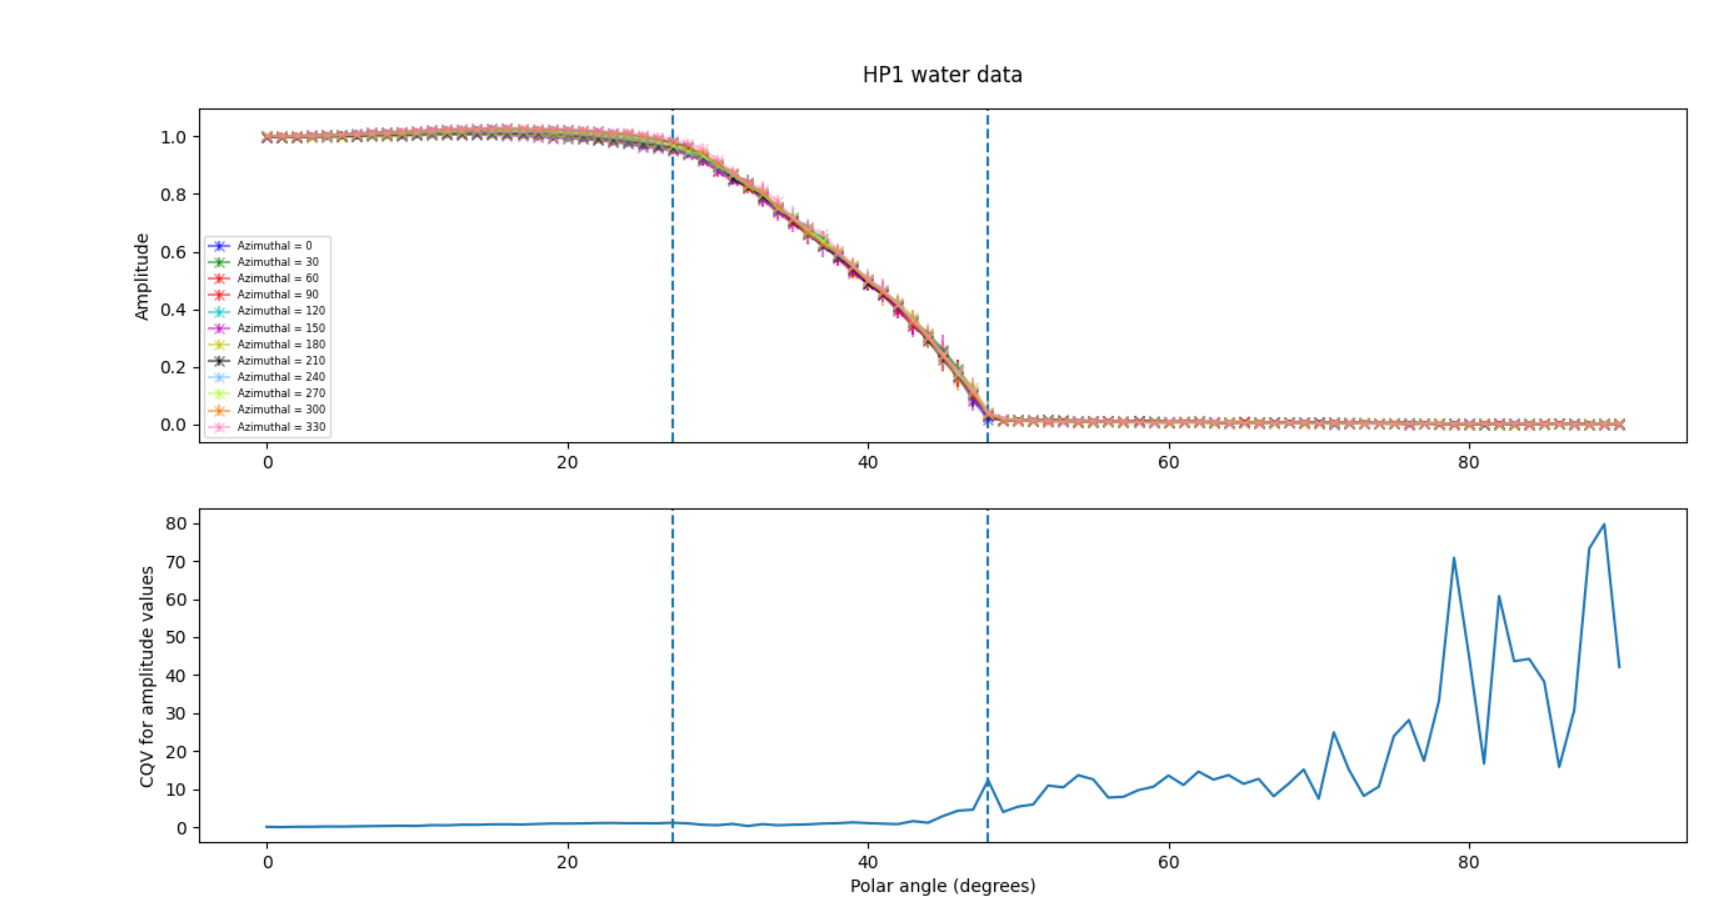 HP1 water data
1.0
0.8
0.6
0.4
0.2
0.0
Amplitude
Azimuthal = 0
Azimuthal = 30
Azimuthal = 60
Azimuthal = 90
Azimuthal = 120
Azimuthal = 150
Azimuthal = 180
Azimuthal = 210
Azimuthal = 240
Azimuthal = 270
Azimuthal = 300
Azimuthal = 330
0 20 40 60 80
80
70
60
50
40
30
20
10
0
CQV for amplitude values
0 20 40 60 80
Polar angle (degrees)